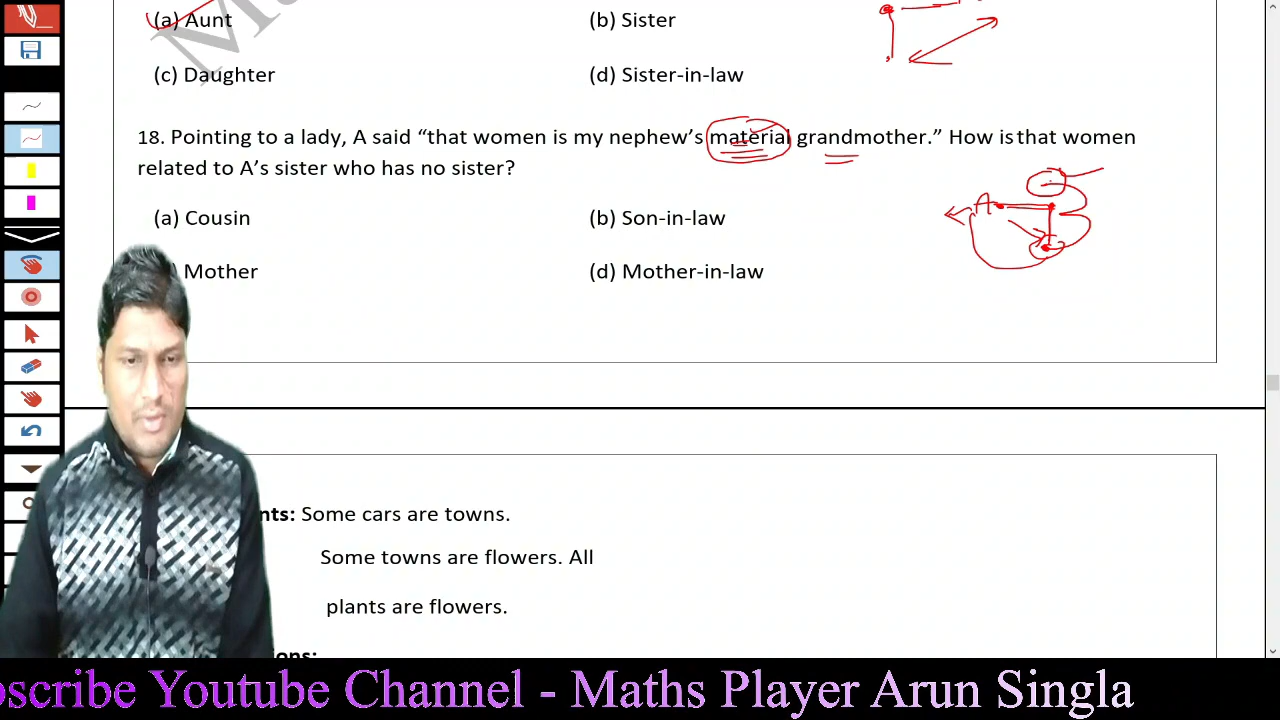 (a) Aunt
(b) Sister
(c) Daughter
(d) Sister-in-law
18. Pointing to a lady, A said “that women is my nephew’s material grandmother.” How is that women
related to A’s sister who has no sister?
A
(a) Cousin
(b) Son-in-law
Mother
(d) Mother-in-law
nts: Some cars are towns.
Some towns are flowers. All
plants are flowers.
ions:
bscribe Youtube Channel - Maths Player Arun Singla